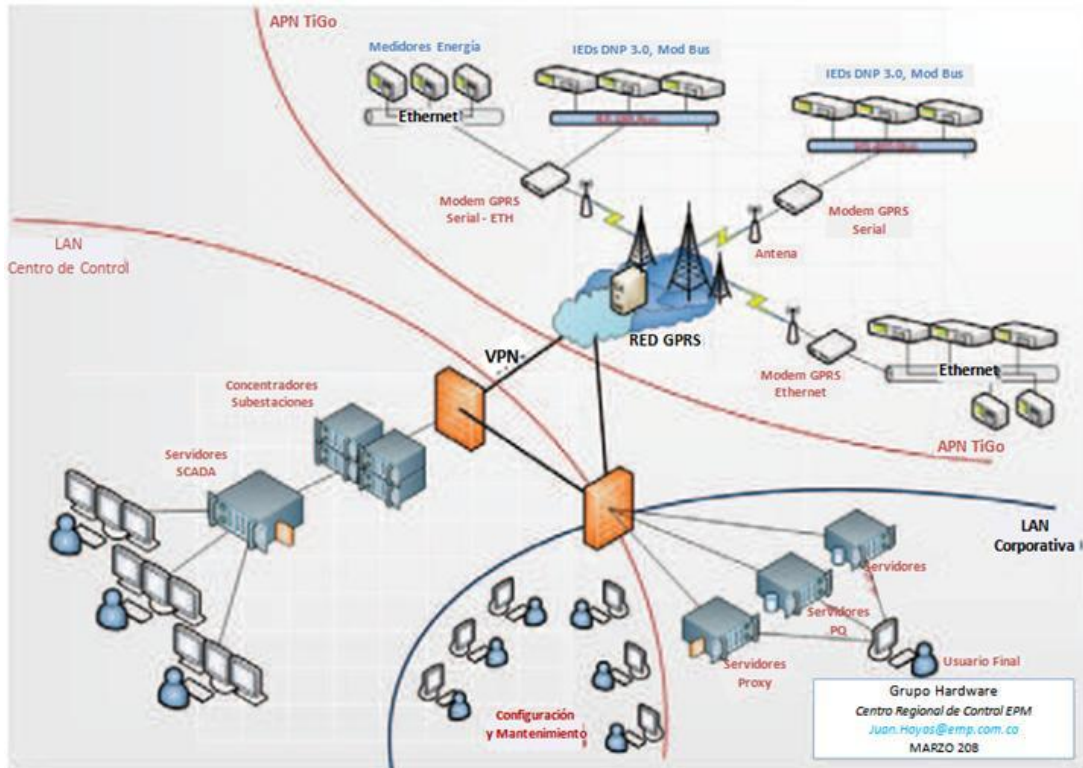 APN TiGo
Medidores Energía
IEDs DNP 3.0, Mod Bus
IEDs DNP 3.0, Mod Bus
Ethernet
Modem GPRS
Serial - ETH
Modem GPRS
Serial
Antena
LAN
Centro de Control
RED GPRS
VPN
Modem GPRS
Ethernet
Ethernet
Concentradores
Subestaciones
APN TiGo
Servidores
SCADA
LAN
Corporativa
Servidores
Servidores
PQ
Servidores
Proxy
Usuario Final
Configuración
y Mantenimiento
Grupo Hardware
Centro Regional de Control EPM
Juan.Hoyos@emp.com.co
MARZO 208